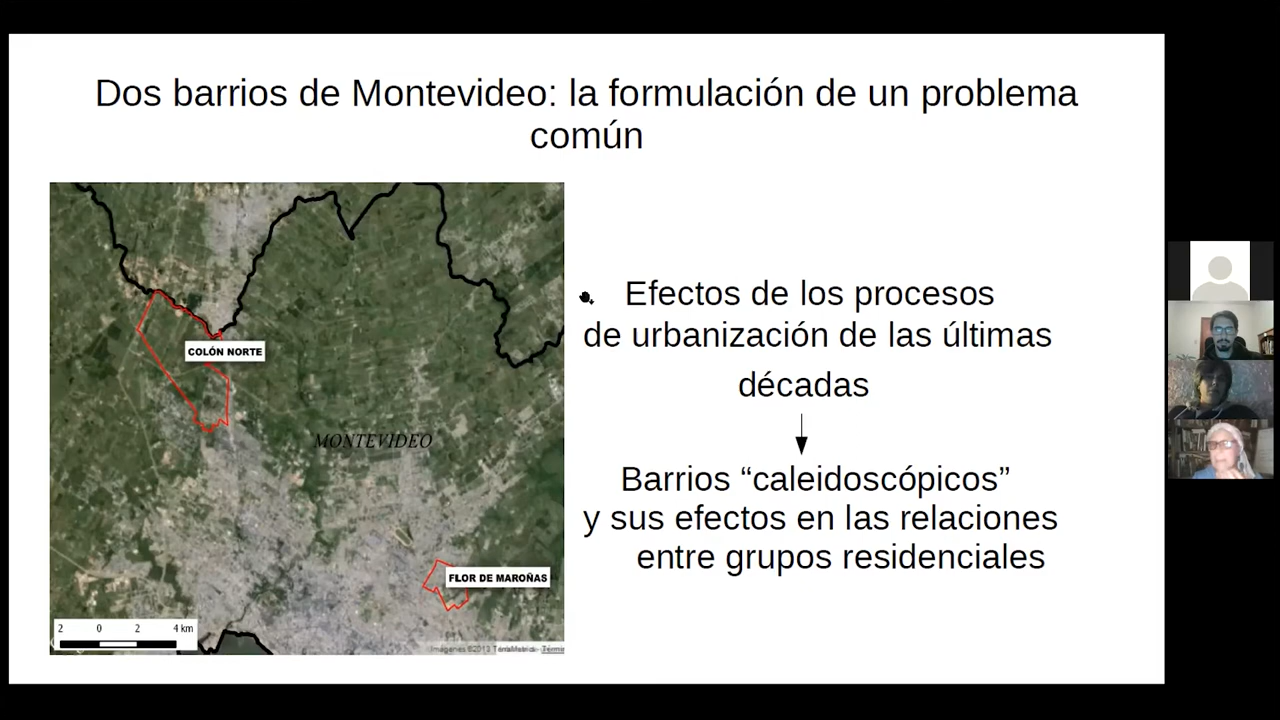 Dos barrios de Montevideo: la formulación de un problema
común
COLÓN NORTE
MONTEVIDEO
FLOR DE MAROÑAS
2 0 2 4 km
Efectos de los procesos
de urbanización de las últimas
décadas
Barrios “caleidoscópicos”
y sus efectos en las relaciones
entre grupos residenciales